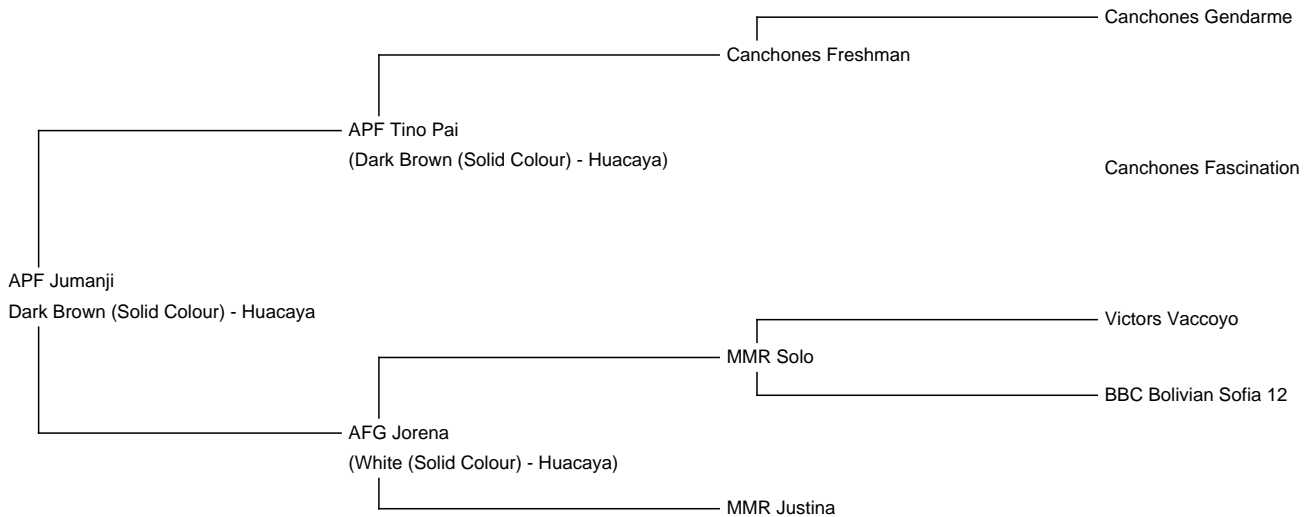 Canchones Gendarme
Canchones Freshman
APF Tino Pai
(Dark Brown (Solid Colour) - Huacaya)
Canchones Fascination
APF Jumanji
Dark Brown (Solid Colour) - Huacaya
Victors Vaccoyo
MMR Solo
BBC Bolivian Sofia 12
AFG Jorena
(White (Solid Colour) - Huacaya)
MMR Justina